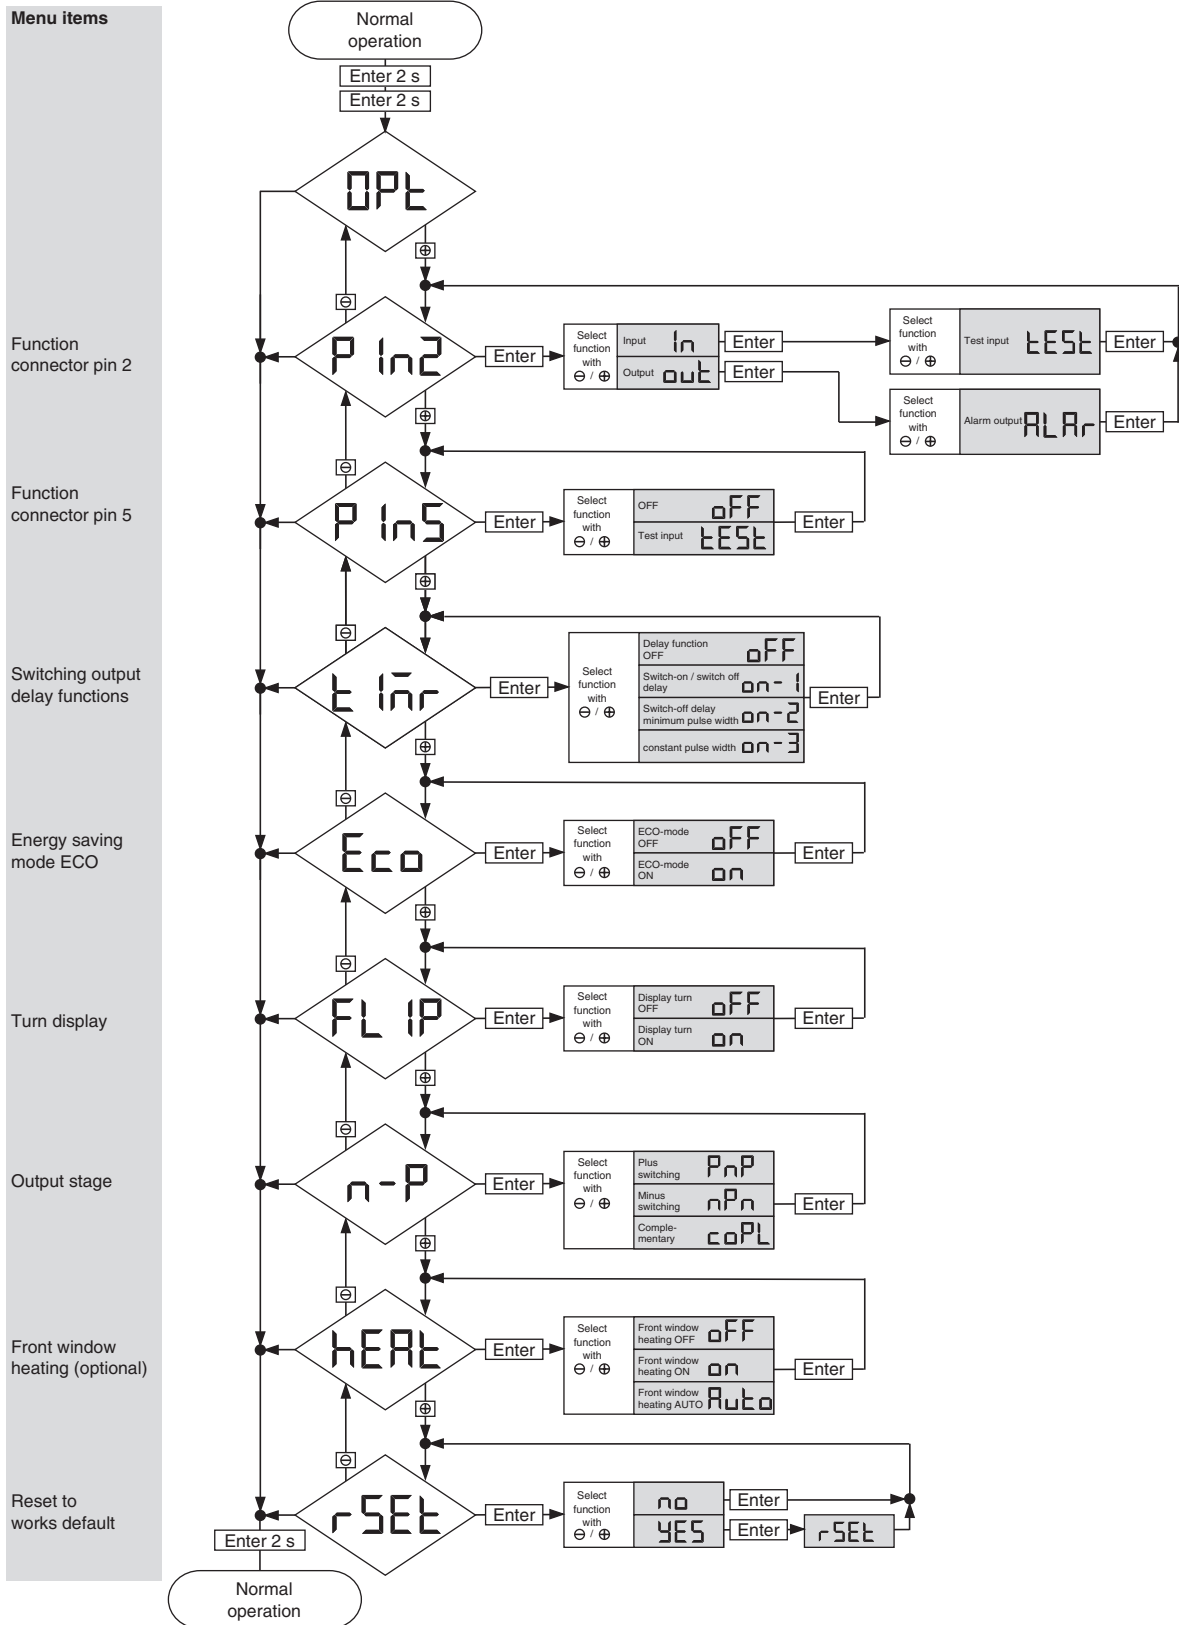 Menu items
Normal
operation
Enter 2 s
Enter 2 s
OPt
⊕
⊖
Function
connector pin 2
P In2
Enter
Select
function
with
⊖ / ⊕
Input In
Enter
Output out
Enter
Select
function
with
⊖ / ⊕
Test input tESt
Enter
Select
function
with
⊖ / ⊕
Alarm output ALAr
Enter
⊕
⊖
Function
connector pin 5
P In5
Enter
Select
function
with
⊖ / ⊕
OFF oFF
Test input tESt
Enter
⊕
⊖
Switching output
delay functions
t Imr
Enter
Select
function
with
⊖ / ⊕
Delay function
OFF oFF
Switch-on / switch off
delay on-1
Switch-off delay
minimum pulse width on-2
constant pulse width on-3
Enter
⊕
⊖
Energy saving
mode ECO
Eco
Enter
Select
function
with
⊖ / ⊕
ECO-mode
OFF oFF
ECO-mode
ON on
Enter
⊕
⊖
Turn display
FL IP
Enter
Select
function
with
⊖ / ⊕
Display turn
OFF oFF
Display turn
ON on
Enter
⊕
⊖
Output stage
n-P
Enter
Select
function
with
⊖ / ⊕
Plus
switching PnP
Minus
switching nPn
Comple-
mentary coPL
Enter
⊕
⊖
Front window
heating (optional)
hEAt
Enter
Select
function
with
⊖ / ⊕
Front window
heating OFF oFF
Front window
heating ON on
Front window
heating AUTO Auto
Enter
⊕
⊖
Reset to
works default
rSEt
Enter
Select
function
with
⊖ / ⊕
no
Enter
YES
Enter
rSEt
Enter 2 s
Normal
operation